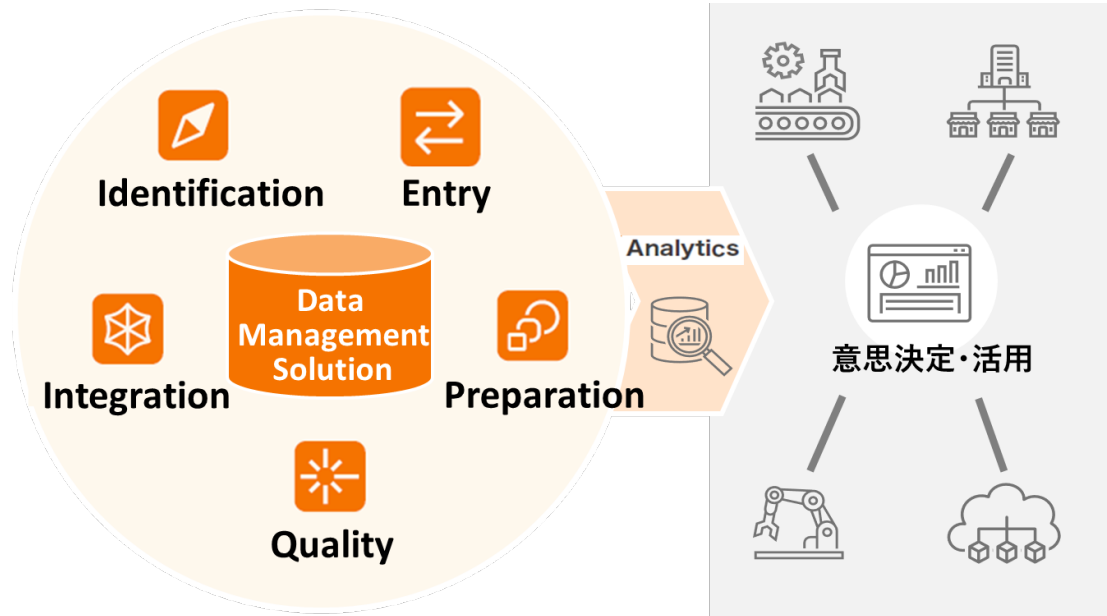 Identification
Entry
Data
Management
Solution
Integration
Preparation
Quality
Analytics
意思決定・活用